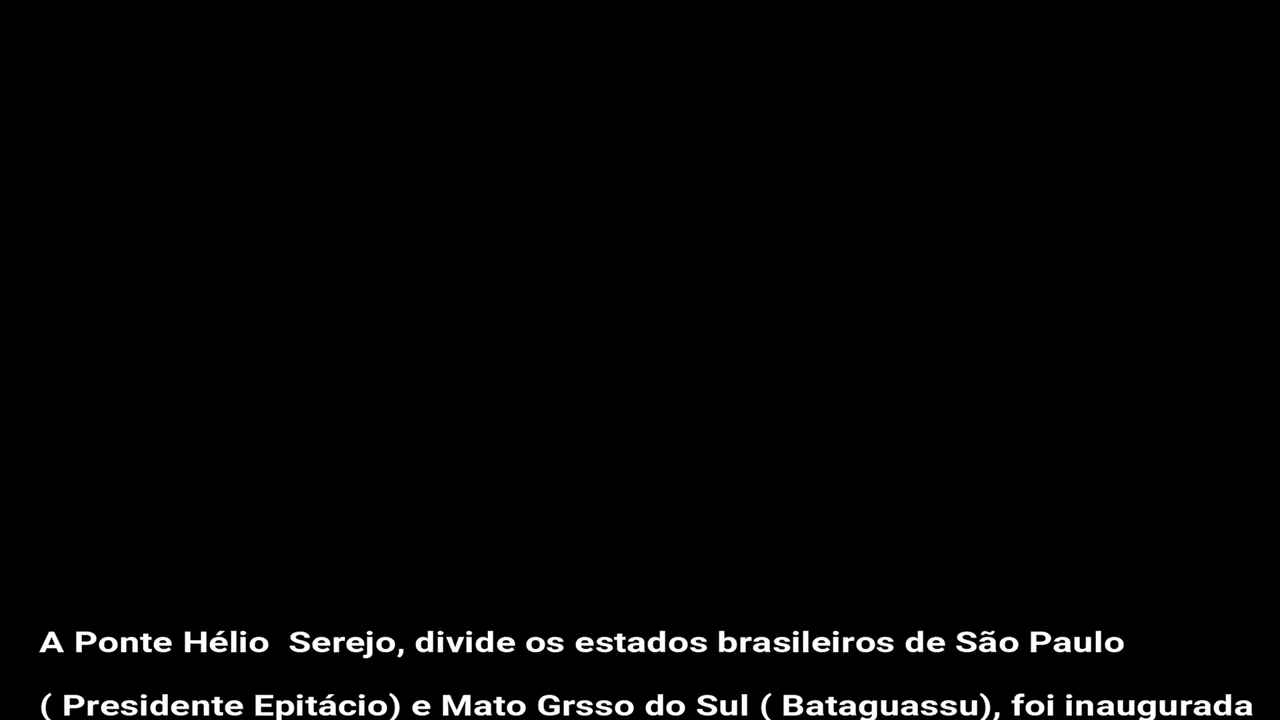 A Ponte Hélio  Serejo, divide os estados brasileiros de São Paulo
( Presidente Epitácio) e Mato Grsso do Sul ( Bataguassu), foi inaugurada